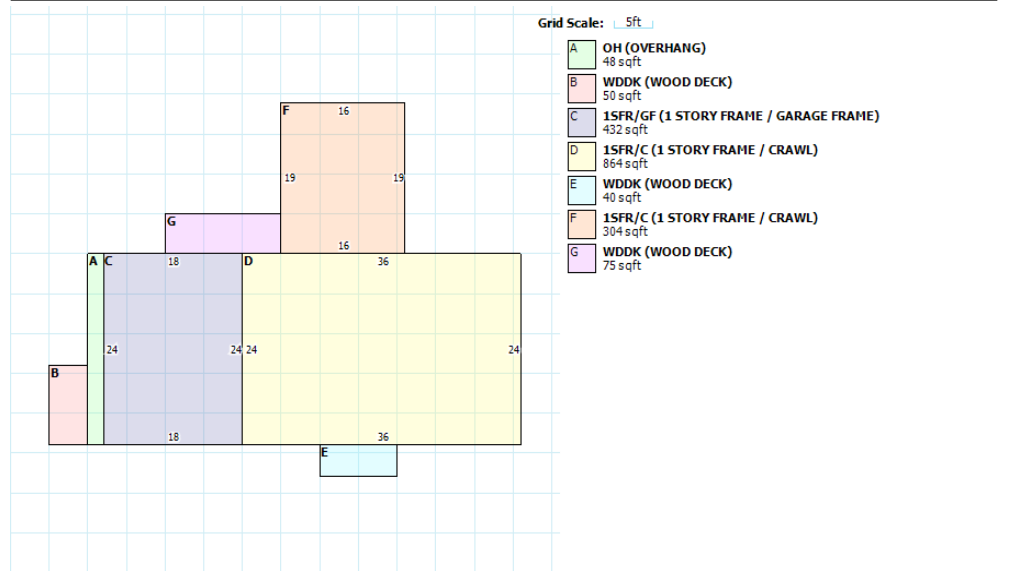 Grid Scale: 5ft
A OH (OVERHANG)
48 sqft
B WDDK (WOOD DECK)
50 sqft
C 1SFR/GF (1 STORY FRAME / GARAGE FRAME)
432 sqft
D 1SFR/C (1 STORY FRAME / CRAWL)
864 sqft
E WDDK (WOOD DECK)
40 sqft
F 1SFR/C (1 STORY FRAME / CRAWL)
304 sqft
G WDDK (WOOD DECK)
75 sqft
F 16
19 19
G
16
A C 18 D 36
24 24 24 24
B
18 36
E